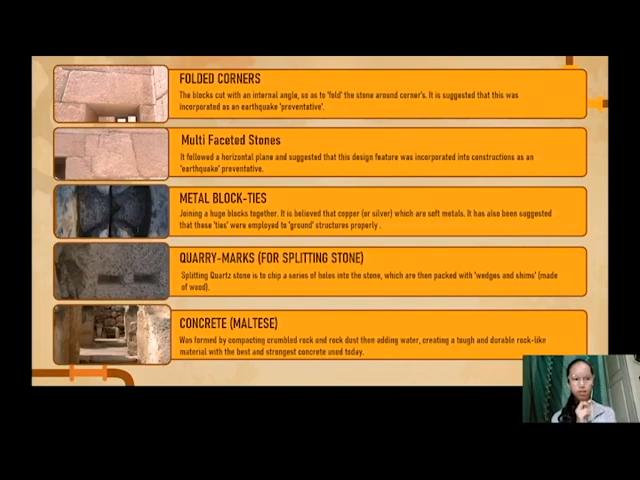 FOLDED CORNERS
The blocks cut with an internal angle, so as to 'fold' the stone around corner's. It is suggested that this was
incorporated as an earthquake 'preventative'.
Multi Faceted Stones
It followed a horizontal plane and suggested that this design feature was incorporated into constructions as an
'earthquake' preventative.
METAL BLOCK-TIES
Joining a huge blocks together. It is believed that copper (or silver) which are soft metals. It has also been suggested
that these 'ties' were employed to 'ground' structures properly .
QUARRY-MARKS (FOR SPLITTING STONE)
Splitting Quartz stone is to chip a series of holes into the stone, which are then packed with 'wedges and shims' (made
of wood).
CONCRETE (MALTESE)
Was formed by compacting crumbled rock and rock dust then adding water, creating a tough and durable rock-like
material with the best and strongest concrete used today.